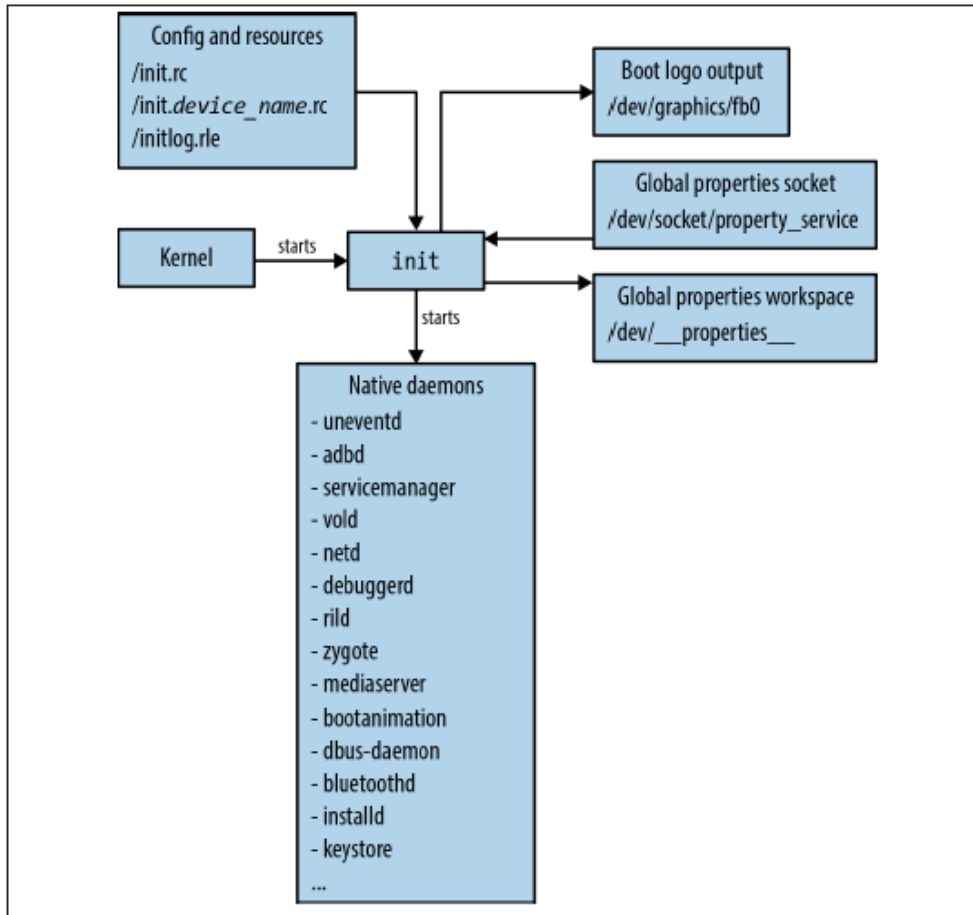 Config and resources
/init.rc
/init.device_name.rc
/initlog.rle
Boot logo output
/dev/graphics/fb0
Global properties socket
/dev/socket/property_service
Kernel
starts
init
Global properties workspace
/dev/__properties__
starts
Native daemons
- uneventd
- adbd
- servicemanager
- vold
- netd
- debuggerd
- rild
- zygote
- mediaserver
- bootanimation
- dbus-daemon
- bluetoothd
- installd
- keystore
...